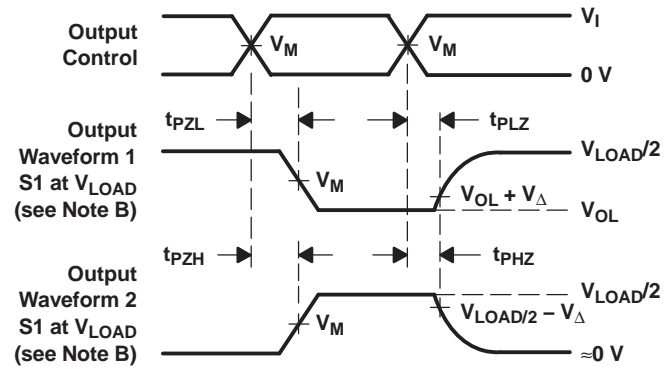 Output
Control
V_M
V_M
V_I
0 V
t_PZL
t_PLZ
Output
Waveform 1
S1 at V_LOAD
(see Note B)
V_M
V_LOAD/2
V_OL + V_Δ
V_OL
t_PZH
t_PHZ
Output
Waveform 2
S1 at V_LOAD
(see Note B)
V_M
V_LOAD/2
V_LOAD/2 – V_Δ
≈0 V